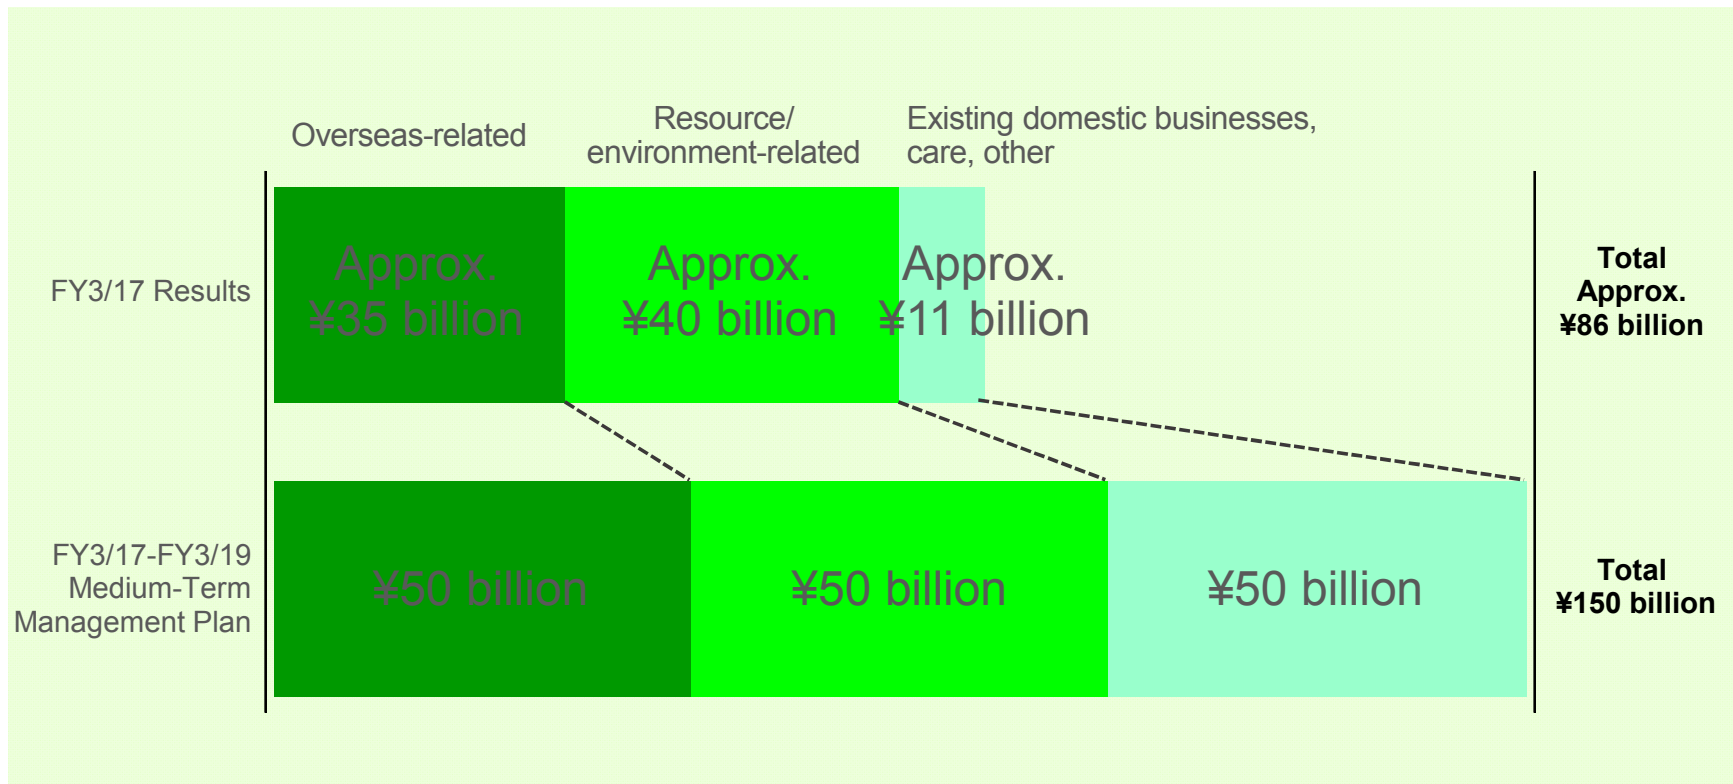 Overseas-related
Resource/
environment-related
Existing domestic businesses,
care, other
FY3/17 Results
Approx.
¥35 billion
Approx.
¥40 billion
Approx.
¥11 billion
Total
Approx.
¥86 billion
FY3/17-FY3/19
Medium-Term
Management Plan
¥50 billion
¥50 billion
¥50 billion
Total
¥150 billion